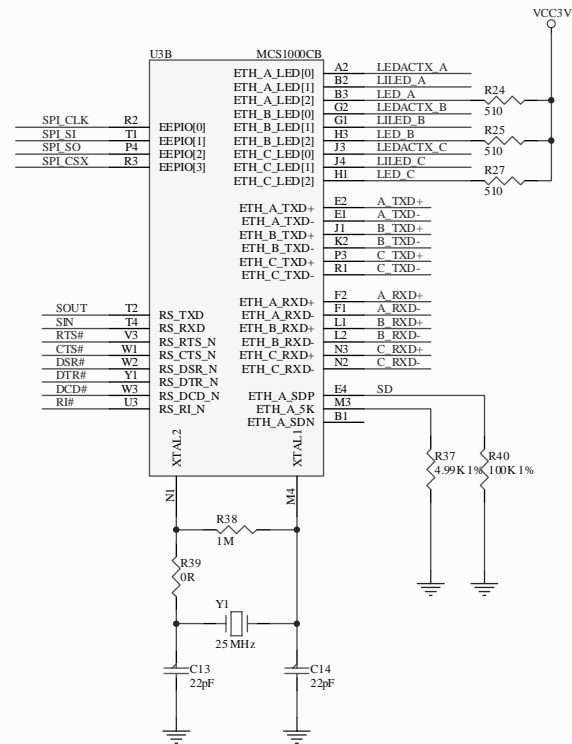 VCC3V
U3B MCS1000CB
ETH_A_LED[0] A2 LEDACTX_A
ETH_A_LED[1] B2 LILED_A
ETH_A_LED[2] B3 LED_A R24
510
ETH_B_LED[0] G2 LEDACTX_B
ETH_B_LED[1] G1 LILED_B
ETH_B_LED[2] H3 LED_B R25
510
ETH_C_LED[0] J3 LEDACTX_C
ETH_C_LED[1] J4 LILED_C
ETH_C_LED[2] H1 LED_C R27
510
SPI_CLK R2 EEPIO[0]
SPI_SI T1 EEPIO[1]
SPI_SO P4 EEPIO[2]
SPI_CSX R3 EEPIO[3]
ETH_A_TXD+ E2 A_TXD+
ETH_A_TXD- E1 A_TXD-
ETH_B_TXD+ J1 B_TXD+
ETH_B_TXD- K2 B_TXD-
ETH_C_TXD+ P3 C_TXD+
ETH_C_TXD- R1 C_TXD-
ETH_A_RXD+ F2 A_RXD+
ETH_A_RXD- F1 A_RXD-
ETH_B_RXD+ L1 B_RXD+
ETH_B_RXD- L2 B_RXD-
ETH_C_RXD+ N3 C_RXD+
ETH_C_RXD- N2 C_RXD-
SOUT T2 RS_TXD
SIN T4 RS_RXD
RTS# V3 RS_RTS_N
CTS# W1 RS_CTS_N
DSR# W2 RS_DSR_N
DTR# Y1 RS_DTR_N
DCD# W3 RS_DCD_N
RI# U3 RS_RI_N
ETH_A_SDP E4 SD
ETH_A_5K M3
ETH_A_SDN B1
XTAL2 XTAL1
N1 M4
R37
4.99K 1%
R40
100K 1%
R38
1M
R39
0R
Y1
25MHz
C13
22pF
C14
22pF